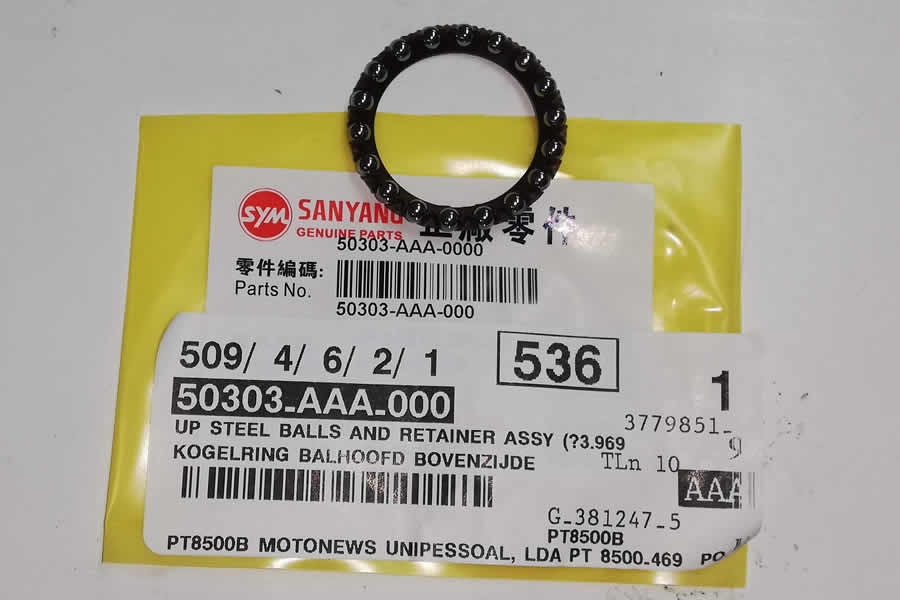 SYM SANYANG
GENUINE PARTS
零件
50303-AAA-0000
零件編碼:
Parts No.
50303-AAA-000
509/ 4/ 6/ 2/ 1
536
1
50303-AAA-000
3779851-
UP STEEL BALLS AND RETAINER ASSY (?3.969
g
KOGELRING BALHOOFD BOVENZIJDE
TLn 10
AAA
G-381247-5
PT8500B
PT8500B MOTONEWS UNIPESSOAL, LDA PT 8500-469